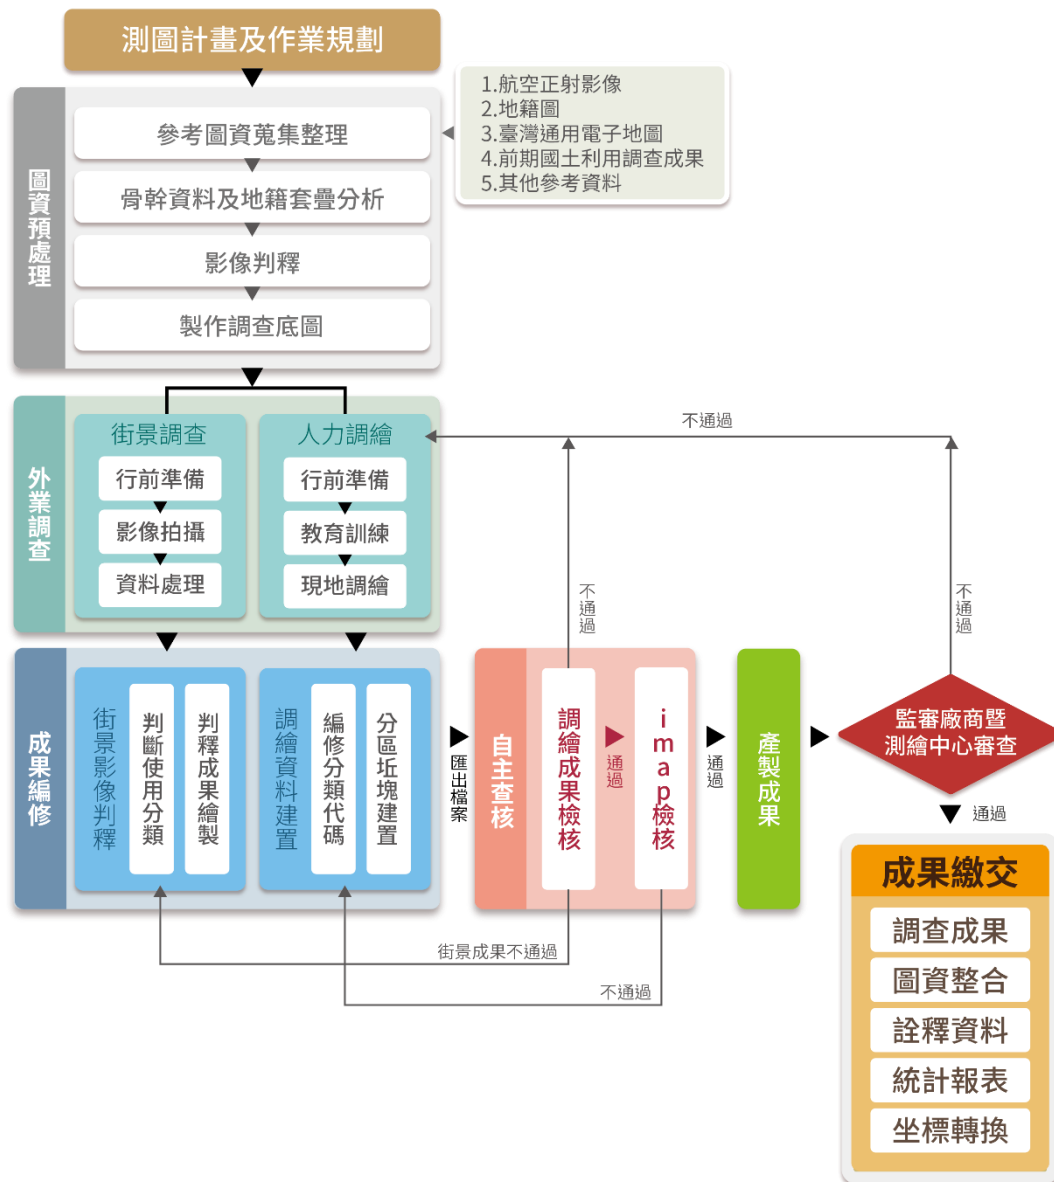 測圖計畫及作業規劃
圖資預處理
參考圖資蒐集整理
骨幹資料及地籍套疊分析
影像判釋
製作調查底圖
1.航空正射影像
2.地籍圖
3.臺灣通用電子地圖
4.前期國土利用調查成果
5.其他參考資料
外業調查
街景調查
行前準備
影像拍攝
資料處理
人力調繪
行前準備
教育訓練
現地調繪
不通過
不通過
不通過
成果編修
街景影像判釋
判斷使用分類
判釋成果繪製
調繪資料建置
編修分類代碼
分區坵塊建置
匯出檔案
自主查核
調繪成果檢核
通過
imap檢核
通過
產製成果
監審廠商暨
測繪中心審查
通過
街景成果不通過
不通過
成果繳交
調查成果
圖資整合
詮釋資料
統計報表
坐標轉換